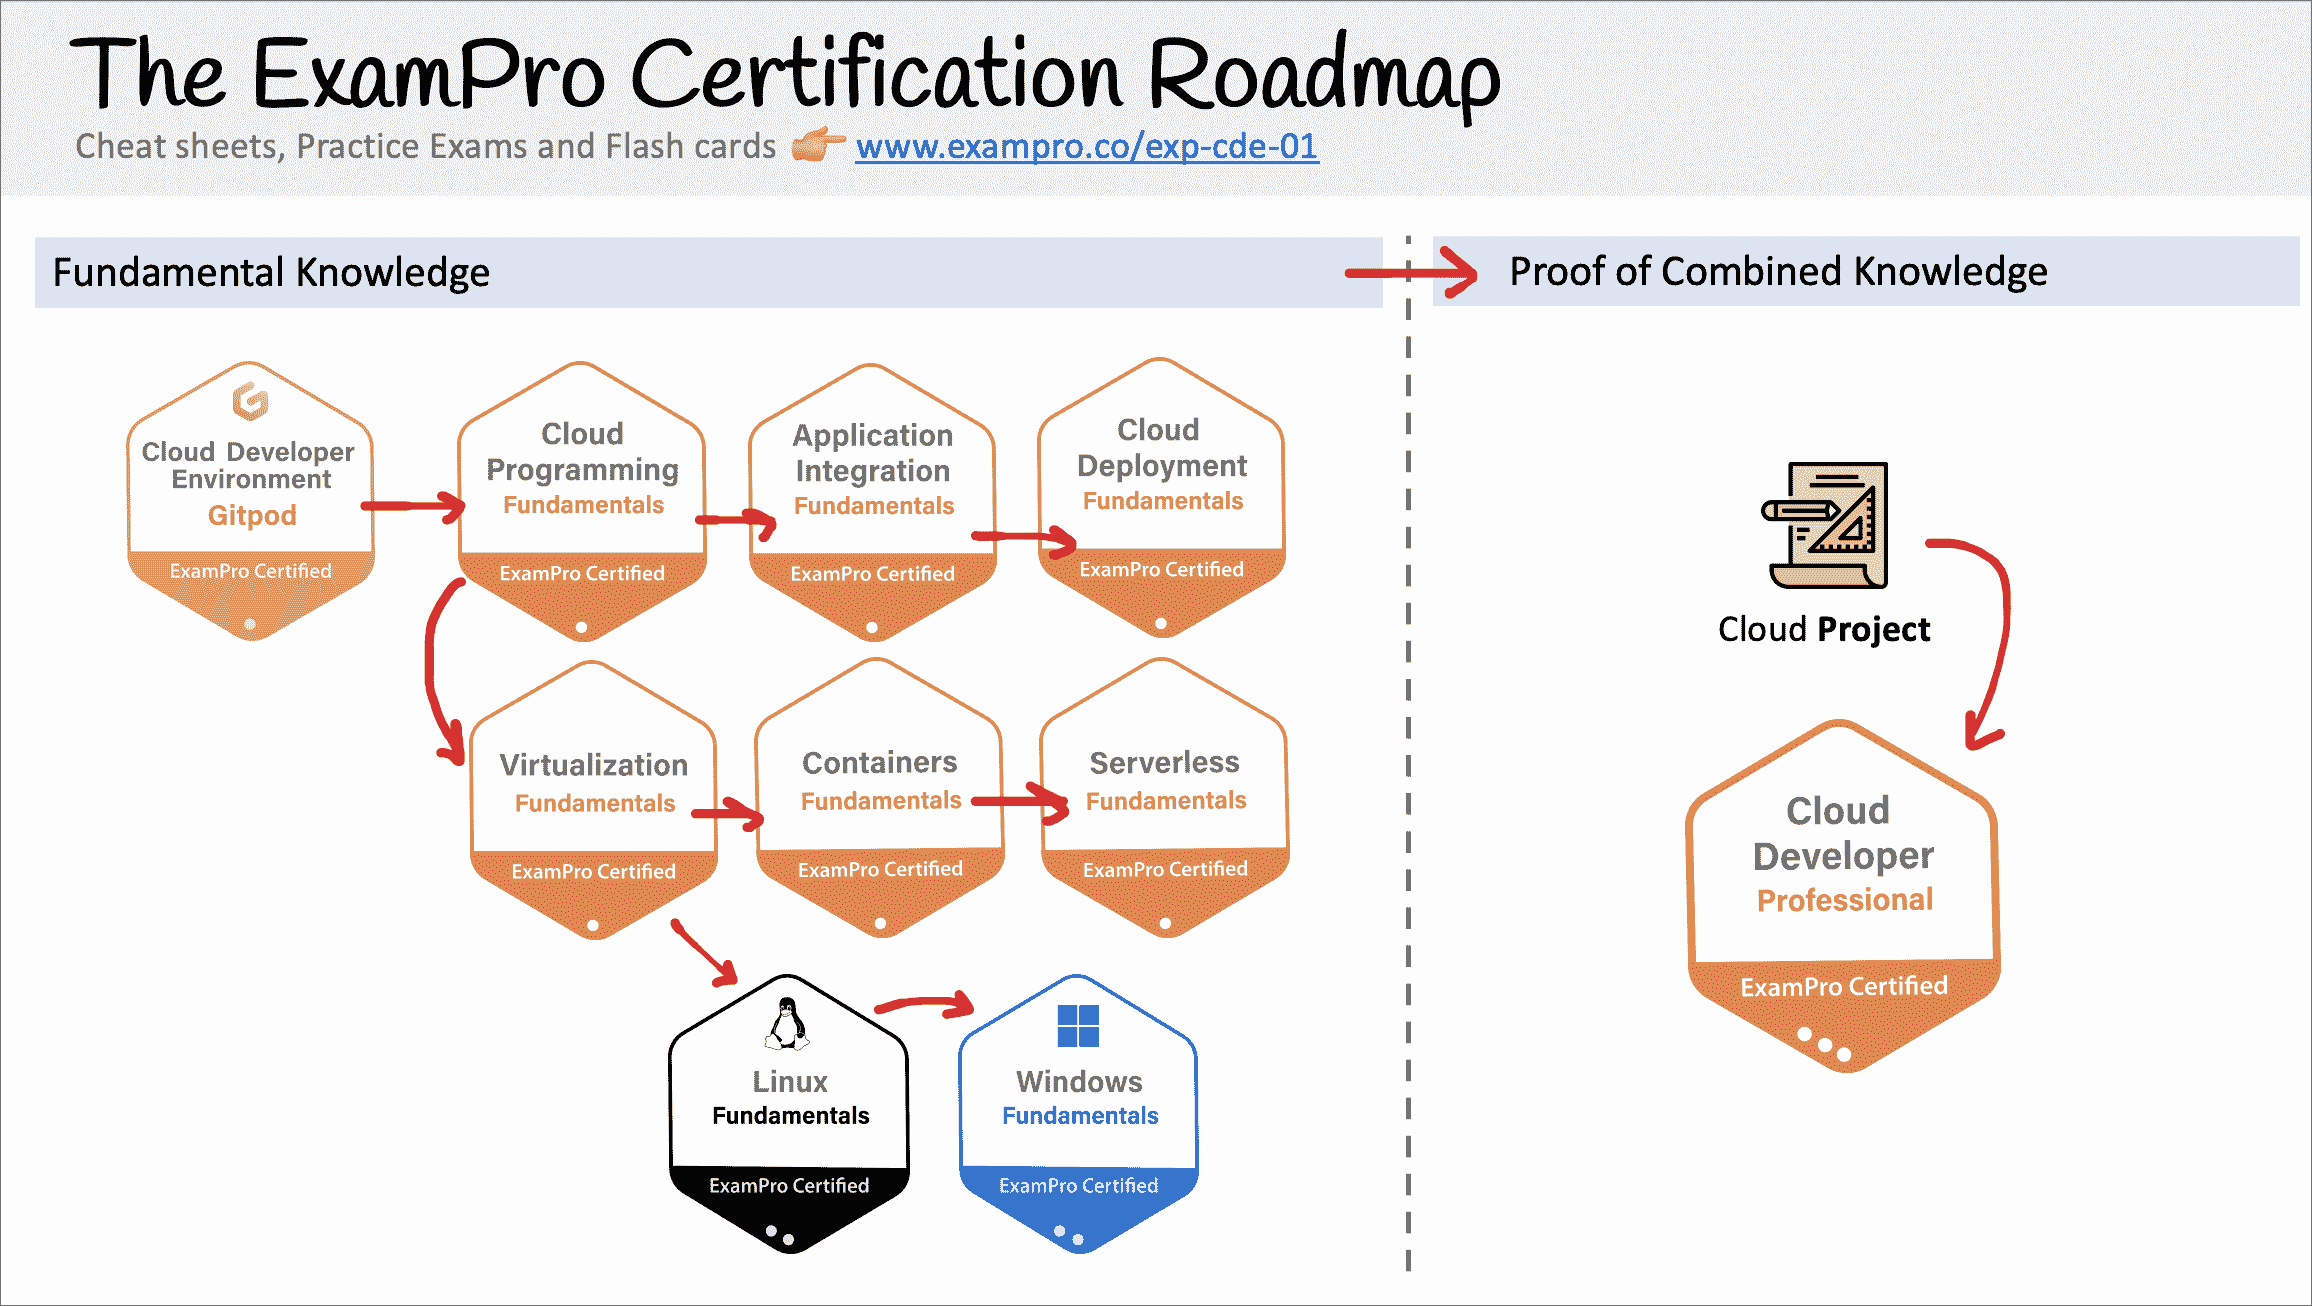 The ExamPro Certification Roadmap
Cheat sheets, Practice Exams and Flash cards www.exampro.co/exp-cde-01
Fundamental Knowledge
Proof of Combined Knowledge
Cloud Developer
Environment
Gitpod
ExamPro Certified
Cloud
Programming
Fundamentals
ExamPro Certified
Application
Integration
Fundamentals
ExamPro Certified
Cloud
Deployment
Fundamentals
ExamPro Certified
Virtualization
Fundamentals
ExamPro Certified
Containers
Fundamentals
ExamPro Certified
Serverless
Fundamentals
ExamPro Certified
Linux
Fundamentals
ExamPro Certified
Windows
Fundamentals
ExamPro Certified
Cloud Project
Cloud
Developer
Professional
ExamPro Certified